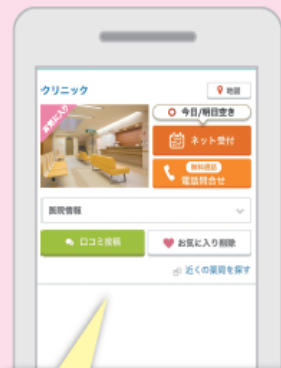 クリニック
地図
お気に入り
今日/明日空き
ネット受付
無料通話
電話問合せ
医院情報
口コミ投稿
お気に入り削除
近くの薬局を探す